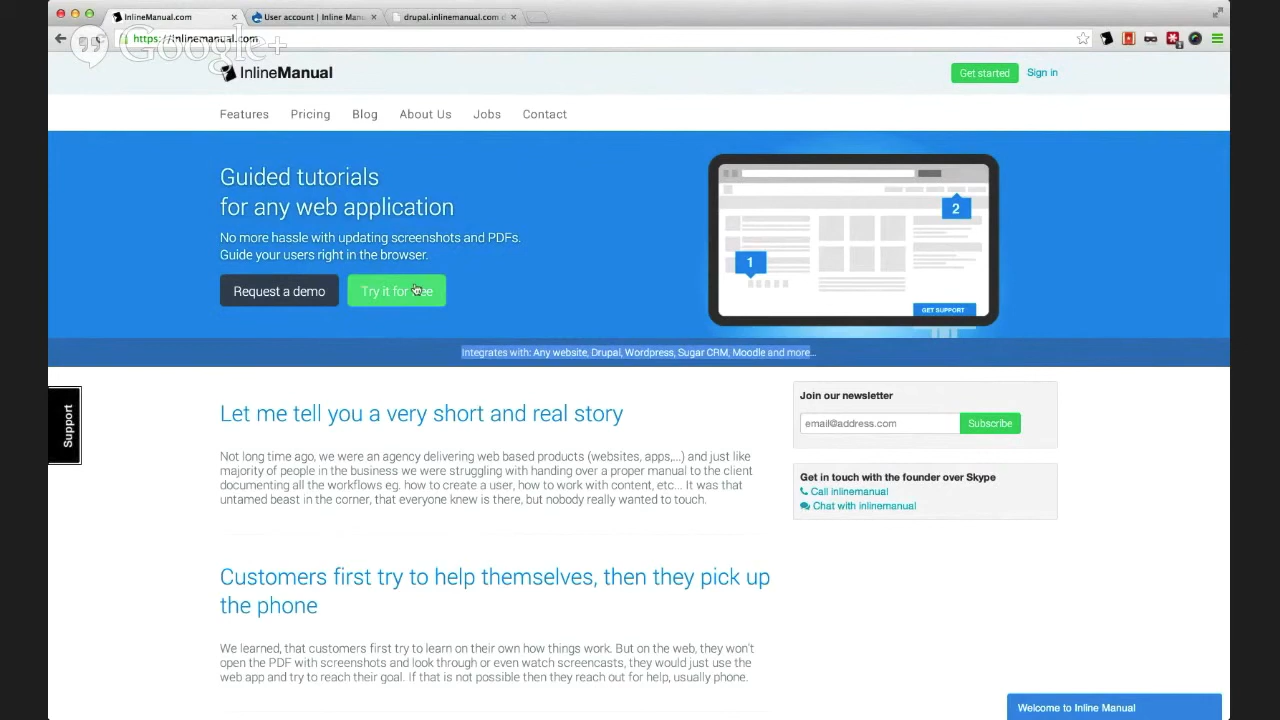 InlineManual.com
User account | Inline Manu
drupal.inlinemanual.com
Google+
https://inlinemanual.com
InlineManual
Get started
Sign in
Features
Pricing
Blog
About Us
Jobs
Contact
Guided tutorials
for any web application
No more hassle with updating screenshots and PDFs.
Guide your users right in the browser.
Request a demo
Try it for
1
2
GET SUPPORT
Integrates with: Any website, Drupal, Wordpress, Sugar CRM, Moodle and more...
Support
Let me tell you a very short and real story
Not long time ago, we were an agency delivering web based products (websites, apps,...) and just like
majority of people in the business we were struggling with handing over a proper manual to the client
documenting all the workflows eg. how to create a user, how to work with content, etc... It was that
untamed beast in the corner, that everyone knew is there, but nobody really wanted to touch.
Customers first try to help themselves, then they pick up
the phone
We learned, that customers first try to learn on their own how things work. But on the web, they won't
open the PDF with screenshots and look through or even watch screencasts, they would just use the
web app and try to reach their goal. If that is not possible then they reach out for help, usually phone.
Join our newsletter
email@address.com
Subscribe
Get in touch with the founder over Skype
Call inlinemanual
Chat with inlinemanual
Welcome to Inline Manual